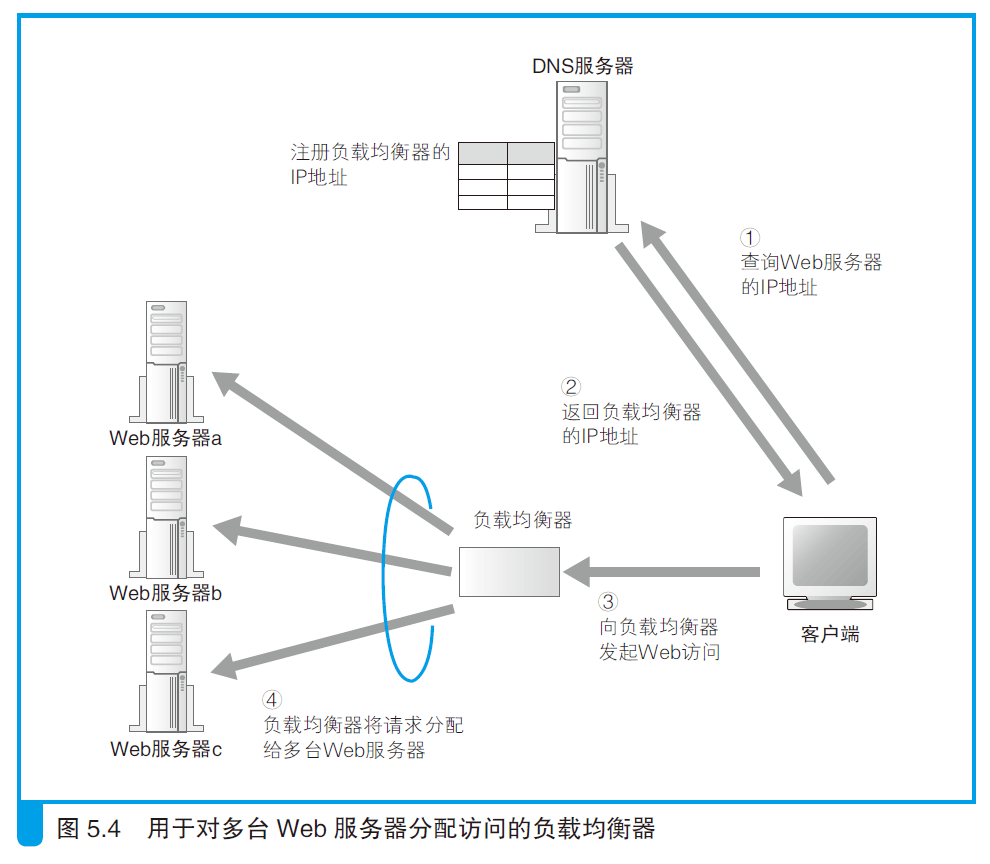 DNS服务器
注册负载均衡器的
IP地址
①
查询Web服务器
的IP地址
②
返回负载均衡器
的IP地址
Web服务器a
负载均衡器
Web服务器b
③
向负载均衡器
发起Web访问
客户端
④
负载均衡器将请求分配
给多台Web服务器
Web服务器c
图 5.4 用于对多台 Web 服务器分配访问的负载均衡器